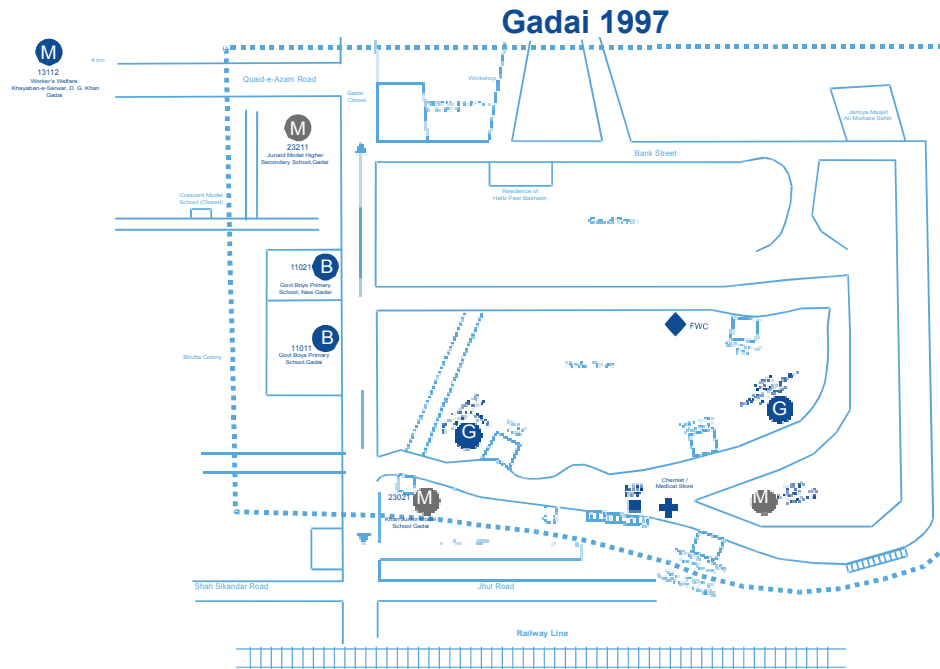 Gadai 1997
M
13112
Worker's Welfare
Khayaban-e-Sarwar, D. G. Khan
Gadai
4 km
Quaid-e-Azam Road
Gadai
Chowk
Workshop
Jamiya Masjid
Ali Murtaza Sahib
M
23211
Junaid Model Higher
Secondary School,Gadai
Bank Street
Crescent Model
School (Closed)
Residence of
Hafiz Peer Bakhash
11021
B
Govt Boys Primary
School, New Gadai
FWC
B
11011
Govt Boys Primary
School,Gadai
Bhutta Colony
G
G
Chemist /
Medical Store
23021
M
M
School Gadai
Shah Sikandar Road
Jhut Road
Railway Line